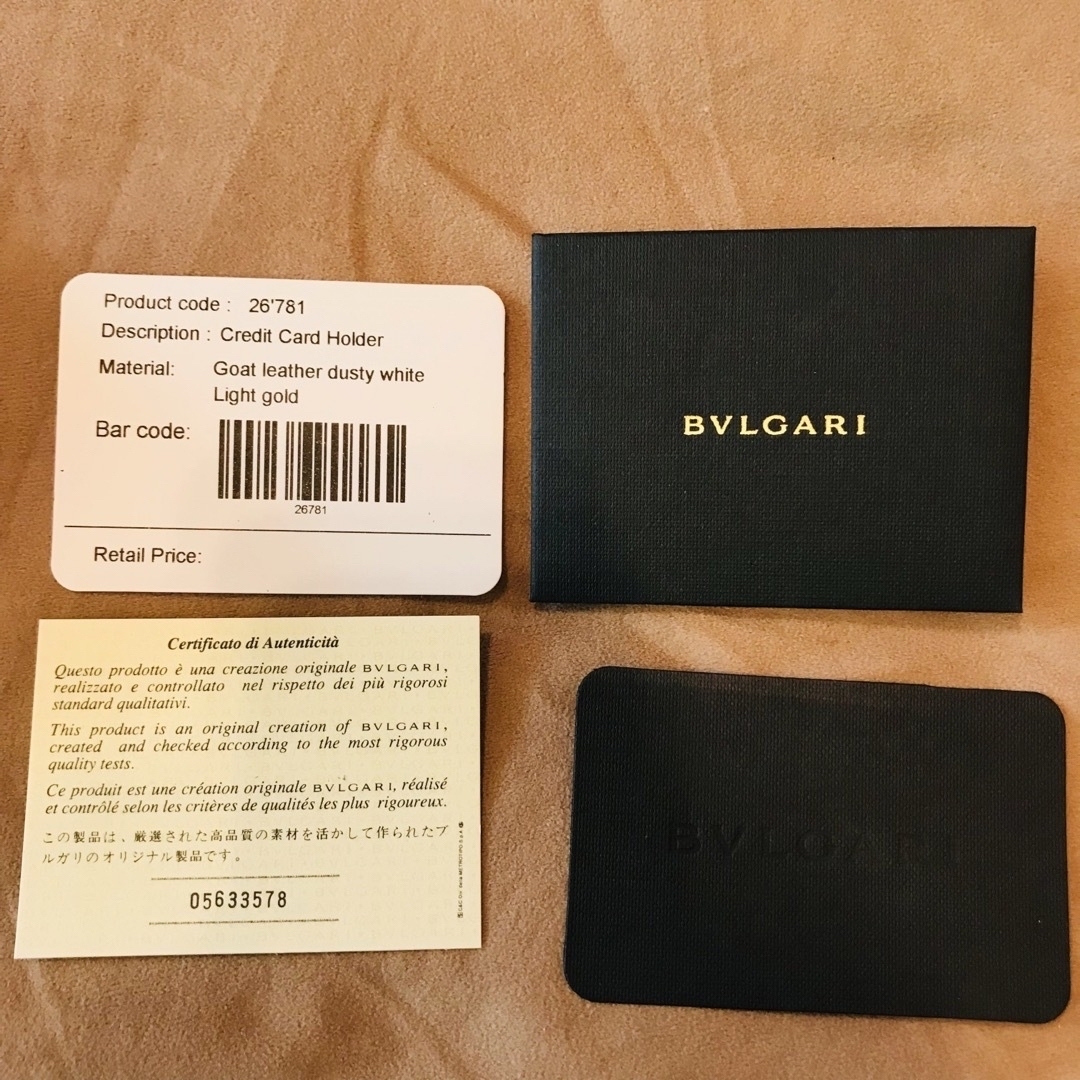 Product code : 26'781
Description : Credit Card Holder
Material: Goat leather dusty white
Light gold
Bar code:
26781
Retail Price:
BVLGARI
Certificato di Autenticità
Questo prodotto è una creazione originale BVLGARI,
realizzato e controllato nel rispetto dei più rigorosi
standard qualitativi.
This product is an original creation of BVLGARI,
created and checked according to the most rigorous
quality tests.
Ce produit est une création originale BVLGARI, réalisé
et contrôlé selon les critères de qualités les plus rigoureux.
この製品は、厳選された高品質の素材を活かして作られたブ
ルガリのオリジナル製品です。
05633578
BVLGARI